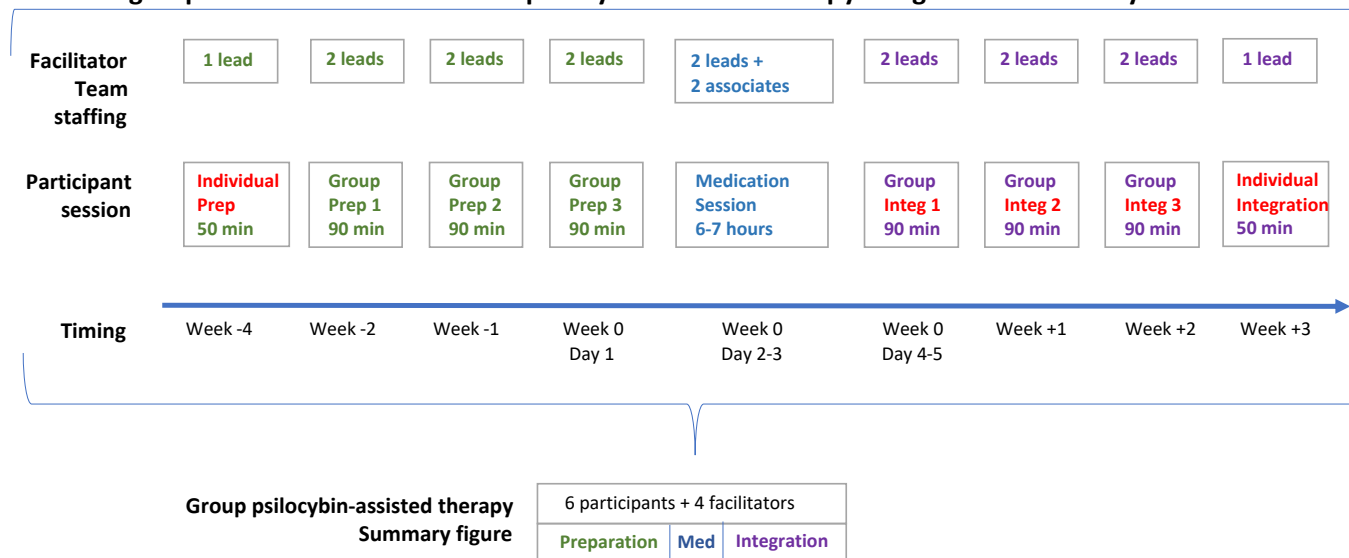 Facilitator
Team
staffing
1 lead
2 leads
2 leads
2 leads
2 leads +
2 associates
2 leads
2 leads
2 leads
1 lead
Participant
session
Individual
Prep
50 min
Group
Prep 1
90 min
Group
Prep 2
90 min
Group
Prep 3
90 min
Medication
Session
6-7 hours
Group
Integ 1
90 min
Group
Integ 2
90 min
Group
Integ 3
90 min
Individual
Integration
50 min
Timing
Week -4
Week -2
Week -1
Week 0
Day 1
Week 0
Day 2-3
Week 0
Day 4-5
Week +1
Week +2
Week +3
Group psilocybin-assisted therapy
Summary figure
6 participants + 4 facilitators
Preparation
Med
Integration